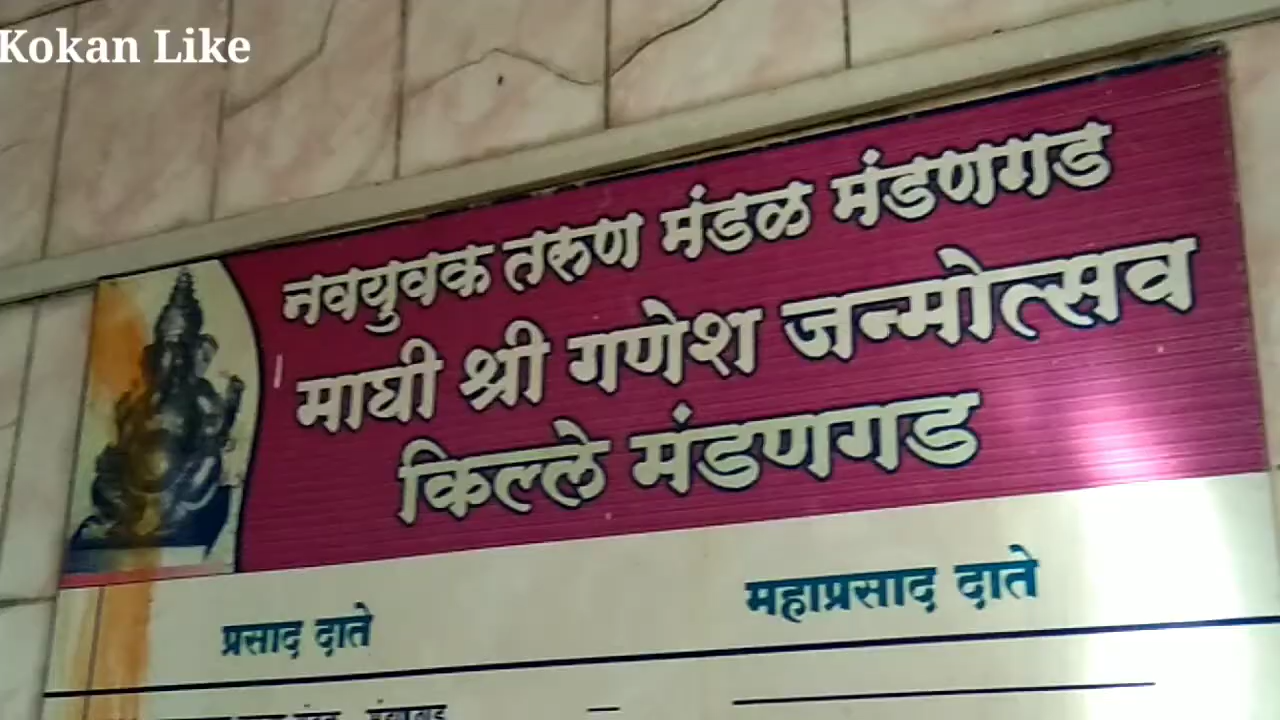 Kokan Like
नवयुवक तरुण मंडळ मंडणगड
माघी श्री गणेश जन्मोत्सव
किल्ले मंडणगड
प्रसाद दाते
महाप्रसाद दाते